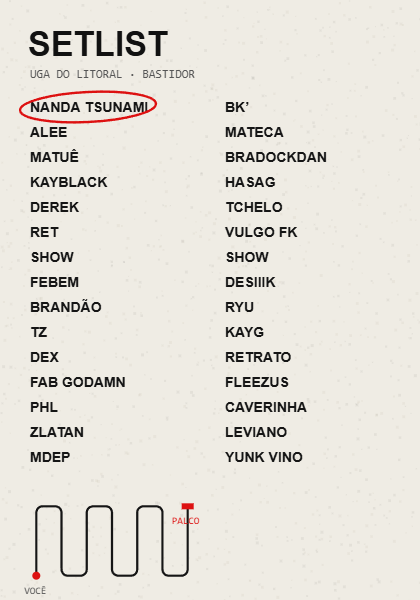 SETLIST
UGA DO LITORAL · BASTIDOR
NANDA TSUNAMI
ALEE
MATUÊ
KAYBLACK
DEREK
RET
SHOW
FEBEM
BRANDÃO
TZ
DEX
FAB GODAMN
PHL
ZLATAN
MDEP
BK’
MATECA
BRADOCKDAN
HASAG
TCHELO
VULGO FK
SHOW
DESIIIK
RYU
KAYG
RETRATO
FLEEZUS
CAVERINHA
LEVIANO
YUNK VINO
PALCO
VOCÊ